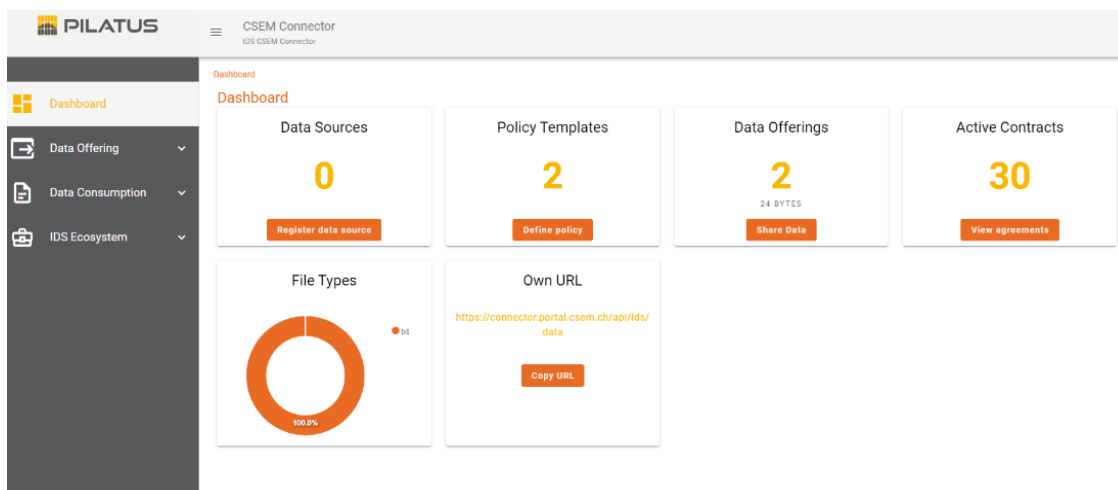 PILATUS
CSEM Connector
IDS CSEM Connector
Dashboard
Data Offering
Data Consumption
IDS Ecosystem
Dashboard
Dashboard
Data Sources
0
Register data source
Policy Templates
2
Define policy
Data Offerings
2
24 BYTES
Share Data
Active Contracts
30
View agreements
File Types
txt
100.0%
Own URL
https://connector.portal.csem.ch/api/ids/
data
Copy URL